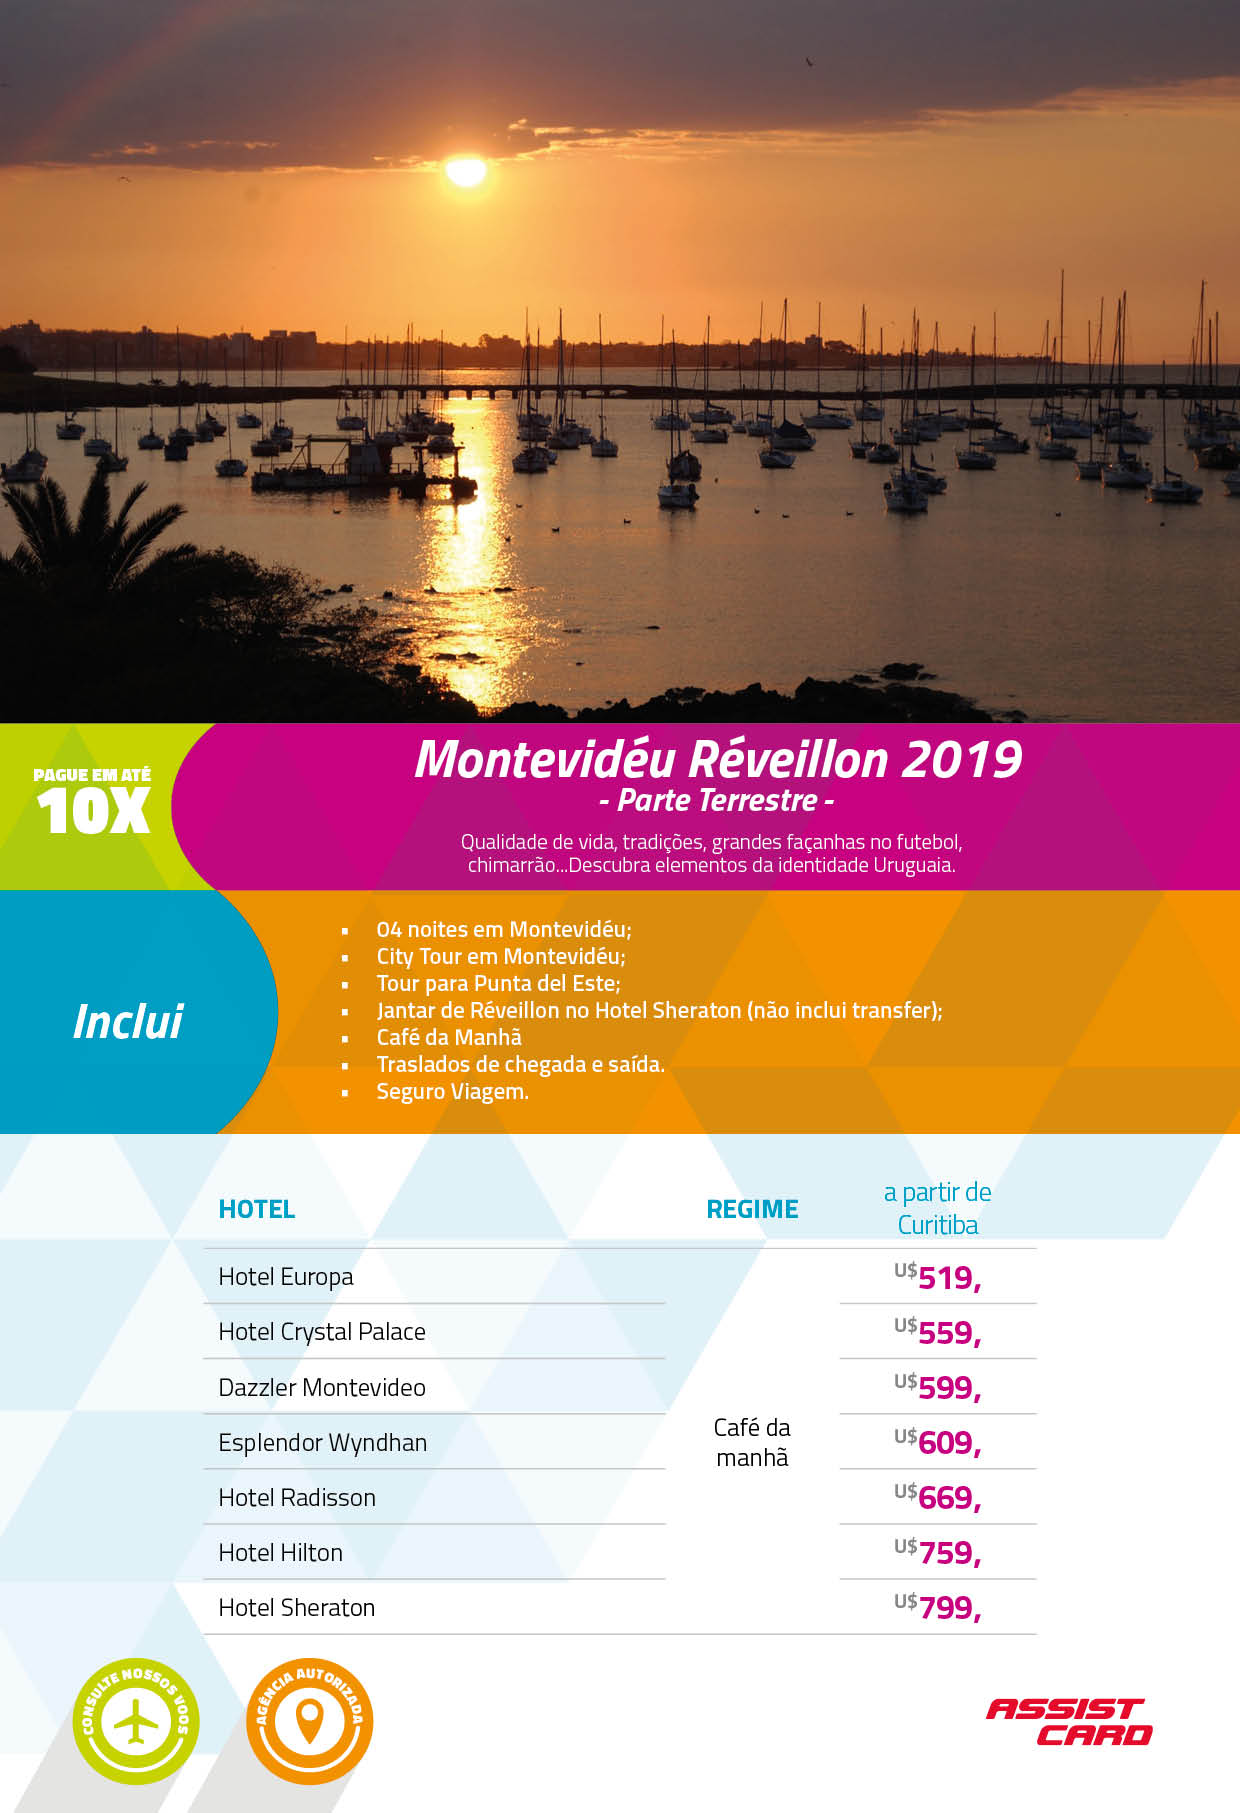 PAGUE EM ATÉ
10X
Montevidéu Réveillon 2019
- Parte Terrestre -
Qualidade de vida, tradições, grandes façanhas no futebol,
chimarrão...Descubra elementos da identidade Uruguaia.
Inclui
• 04 noites em Montevidéu;
• City Tour em Montevidéu;
• Tour para Punta del Este;
• Jantar de Réveillon no Hotel Sheraton (não inclui transfer);
• Café da Manhã
• Traslados de chegada e saída.
• Seguro Viagem.
HOTEL REGIME a partir de
Curitiba
Hotel Europa U$519,
Hotel Crystal Palace U$559,
Dazzler Montevideo U$599,
Café da
manhã
Esplendor Wyndhan U$609,
Hotel Radisson U$669,
Hotel Hilton U$759,
Hotel Sheraton U$799,
CONSULTE NOSSOS VOOS
AGÊNCIA AUTORIZADA
ASSIST
CARD